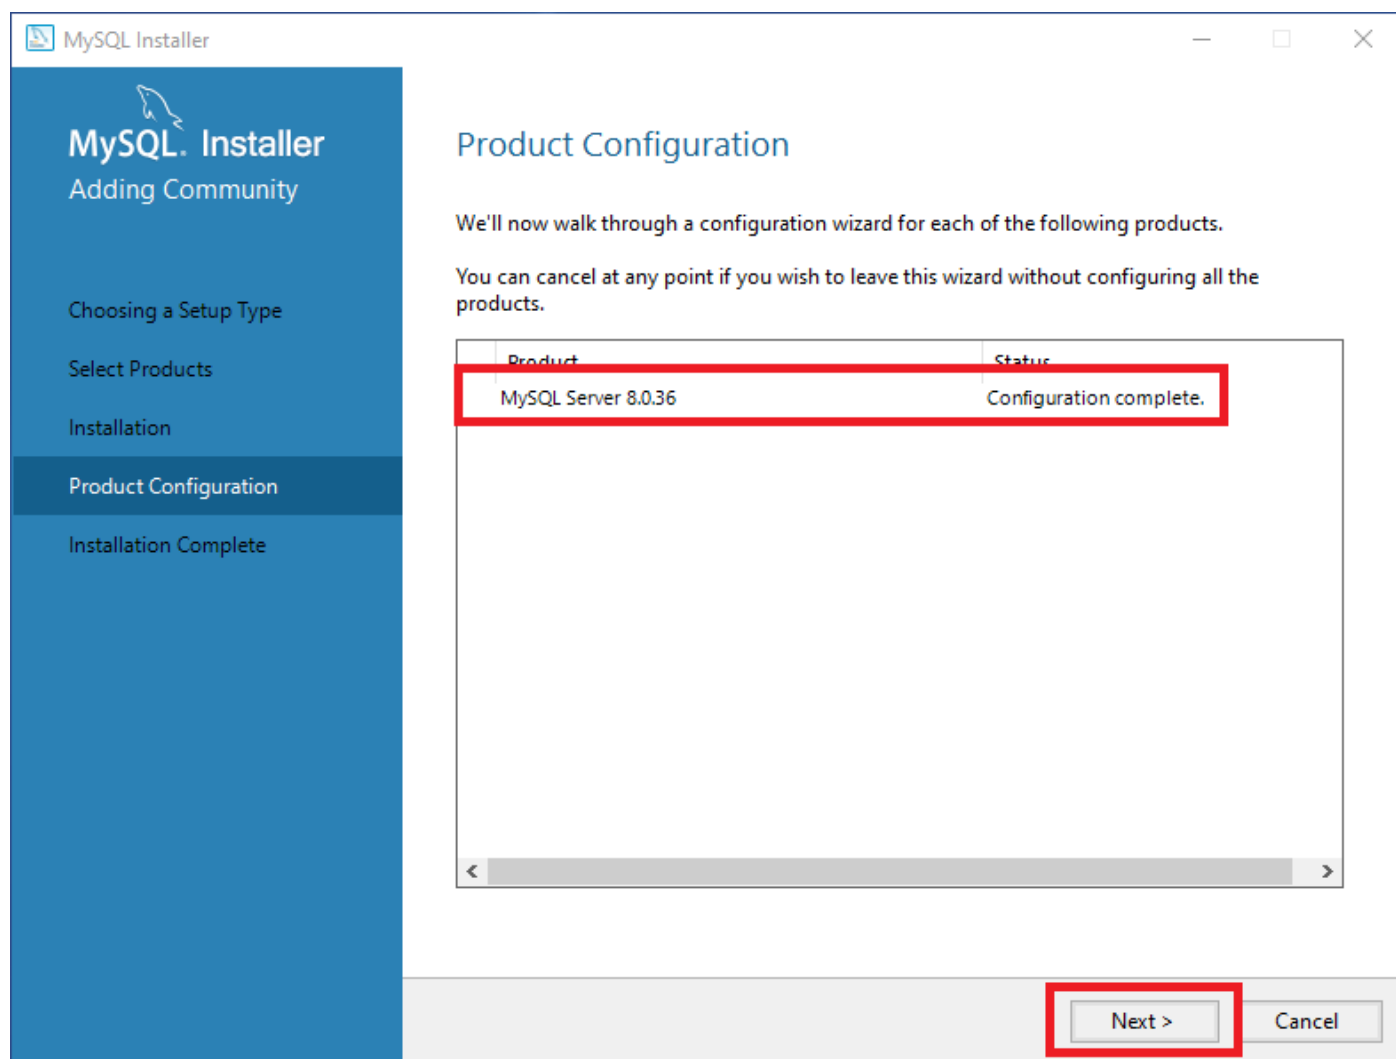 MySQL Installer
MySQL. Installer
Adding Community
Choosing a Setup Type
Select Products
Installation
Product Configuration
Installation Complete
Product Configuration
We'll now walk through a configuration wizard for each of the following products.
You can cancel at any point if you wish to leave this wizard without configuring all the
products.
Product Status
MySQL Server 8.0.36 Configuration complete.
Next > Cancel